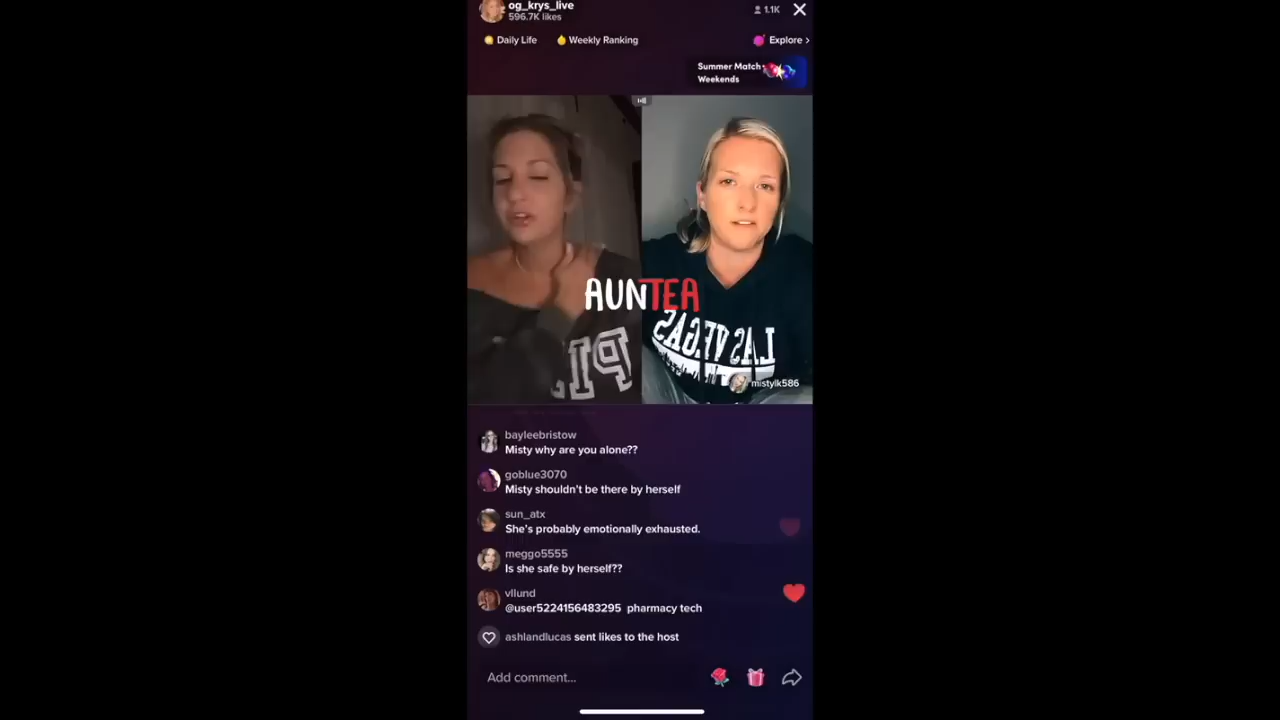 og_krys_live
596.7K likes
1.1K
Daily Life
Weekly Ranking
Explore >
Summer Match
Weekends
AUNTEA
LAS VEGAS
mistylk586
bayleebristow
Misty why are you alone??
goblue3070
Misty shouldn't be there by herself
sun_atx
She's probably emotionally exhausted.
meggo5555
Is she safe by herself??
vllund
@user5224156483295 pharmacy tech
ashlandlucas sent likes to the host
Add comment...